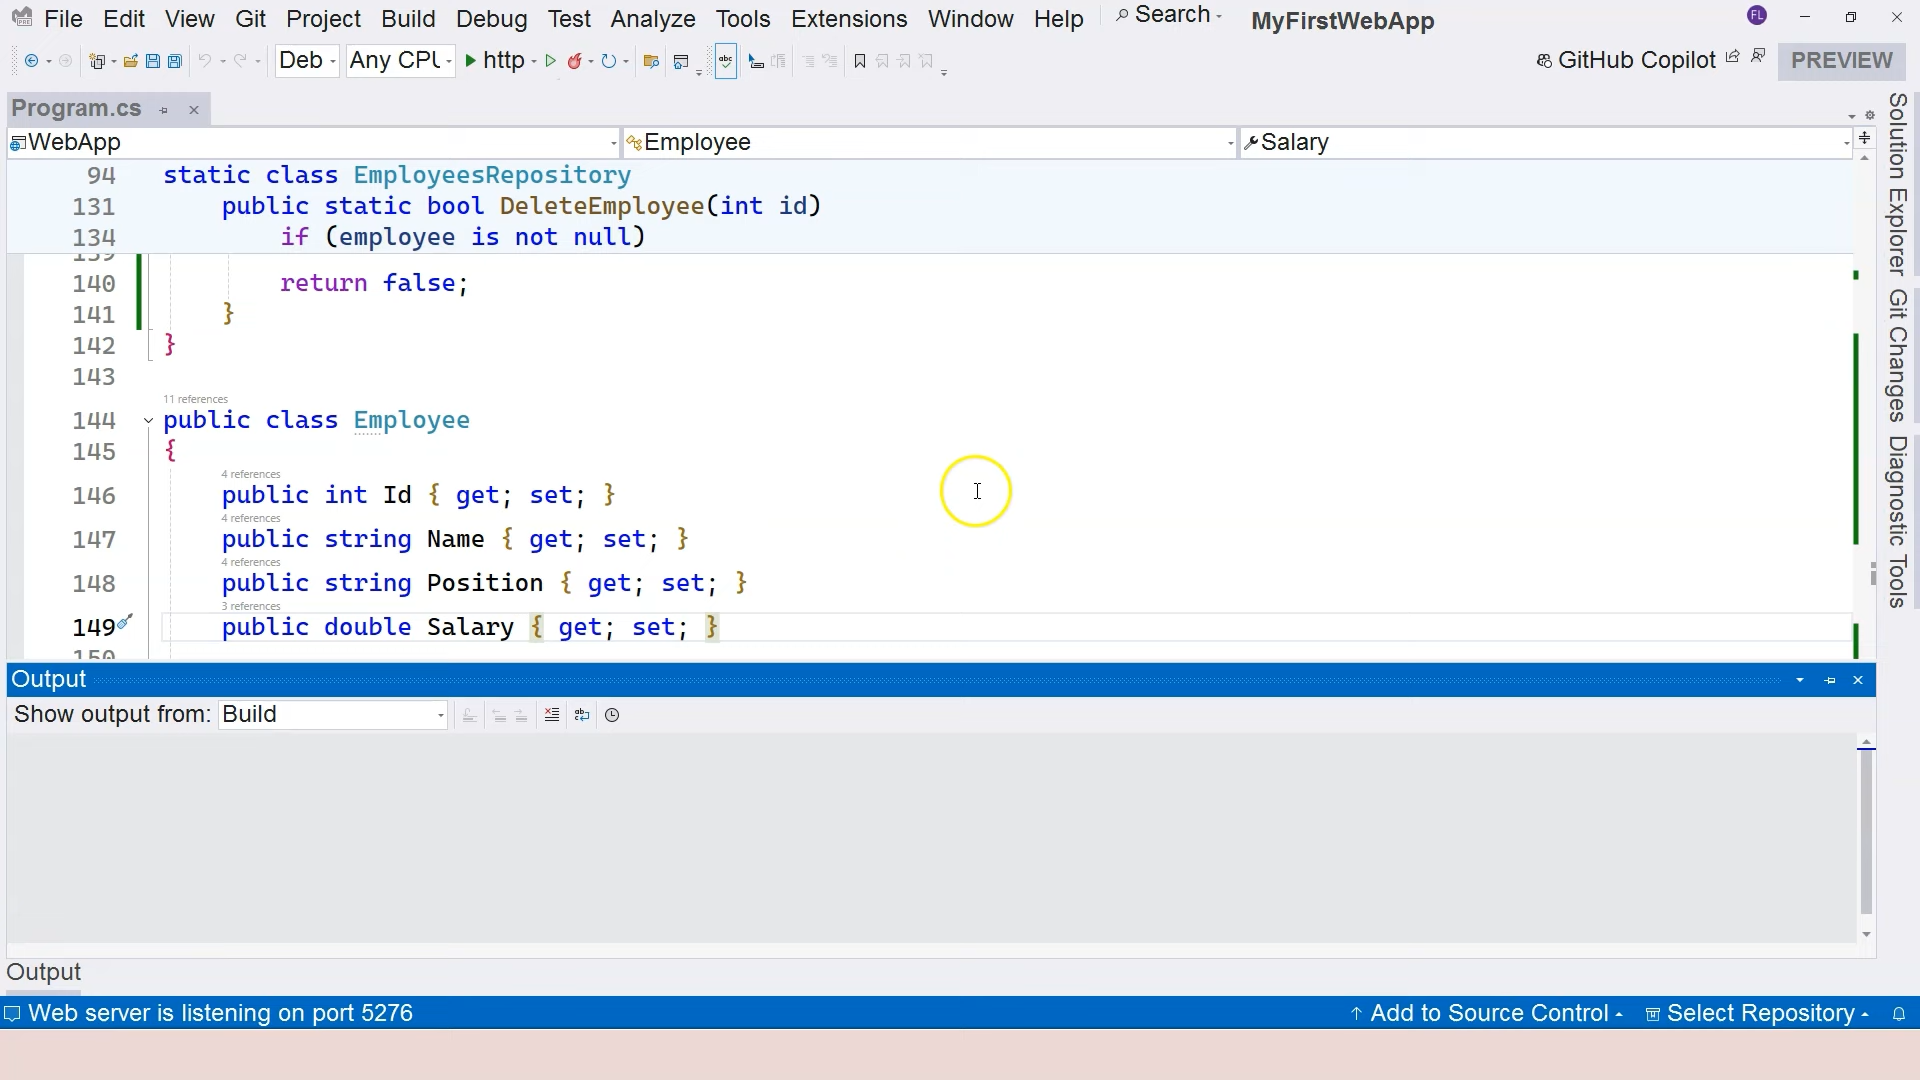 File Edit View Git Project Build Debug Test Analyze Tools Extensions Window Help Search MyFirstWebApp FL
Deb Any CPU http GitHub Copilot PREVIEW
Program.cs
WebApp Employee Salary
94 static class EmployeesRepository
131 public static bool DeleteEmployee(int id)
134 if (employee is not null)
139
140 return false;
141 }
142 }
143
11 references
144 public class Employee
145 {
4 references
146 public int Id { get; set; }
4 references
147 public string Name { get; set; }
4 references
148 public string Position { get; set; }
3 references
149 public double Salary { get; set; }
150
Output
Show output from: Build
Output
Web server is listening on port 5276 Add to Source Control Select Repository
Solution Explorer
Git Changes
Diagnostic Tools